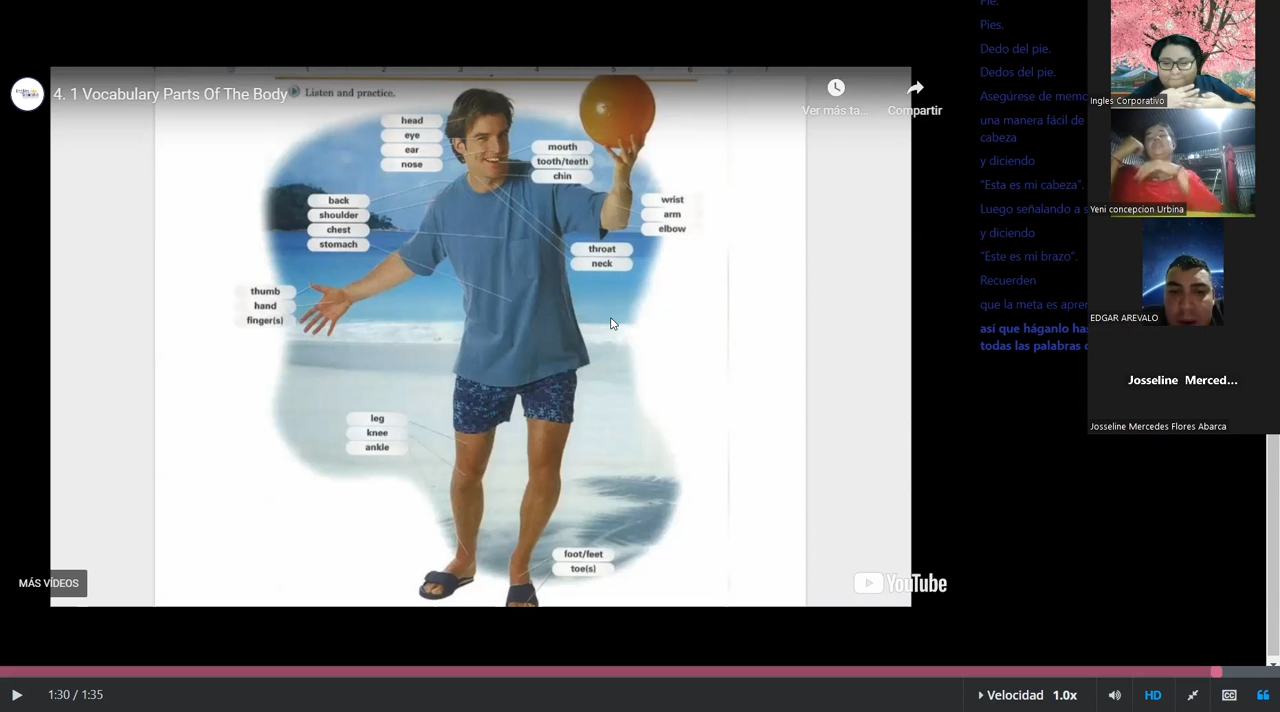 4. 1 Vocabulary Parts Of The Body
Listen and practice.
Ver más ta...
Compartir
head
eye
ear
nose
mouth
tooth/teeth
chin
back
shoulder
chest
stomach
wrist
arm
elbow
throat
neck
thumb
hand
finger(s)
leg
knee
ankle
foot/feet
toe(s)
MÁS VÍDEOS
YouTube
Pie.
Pies.
Dedo del pie.
Dedos del pie.
Asegúrese de memo
una manera fácil de
cabeza
y diciendo
"Esta es mi cabeza".
Luego señalando a s
y diciendo
"Este es mi brazo".
Recuerden
que la meta es apren
así que háganlo has
todas las palabras
Ingles Corporativo
Yeni concepcion Urbina
EDGAR AREVALO
Josseline Merced...
Josseline Mercedes Flores Abarca
1:30 / 1:35
Velocidad 1.0x
HD
CC